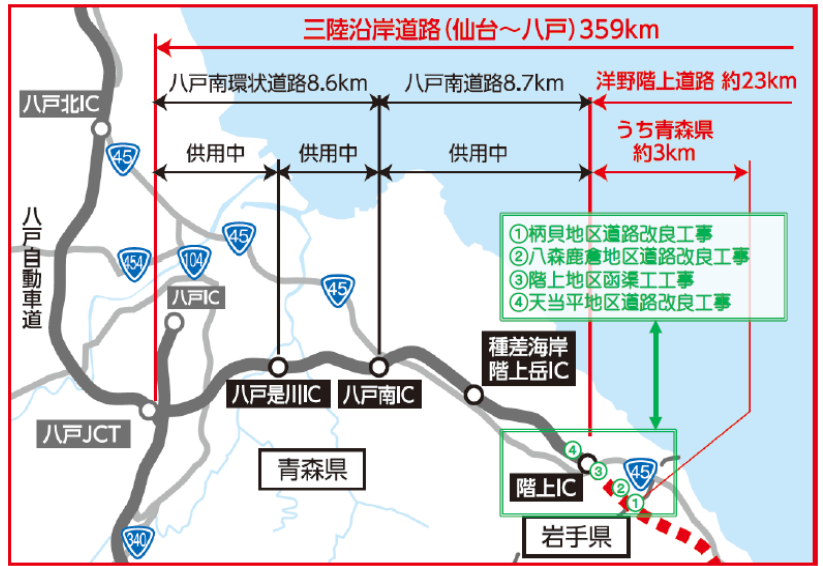 三陸沿岸道路(仙台~八戸)359km
八戸南環状道路8.6km
八戸南道路8.7km
洋野階上道路 約23km
うち青森県
約3km
供用中
供用中
供用中
八戸北IC
45
八戸自動車道
454
104
45
45
八戸IC
①柄貝地区道路改良工事
②八森鹿倉地区道路改良工事
③階上地区函渠工工事
④天当平地区道路改良工事
種差海岸
階上岳IC
八戸是川IC
八戸南IC
八戸JCT
青森県
階上IC
④
③
②
①
45
岩手県
340